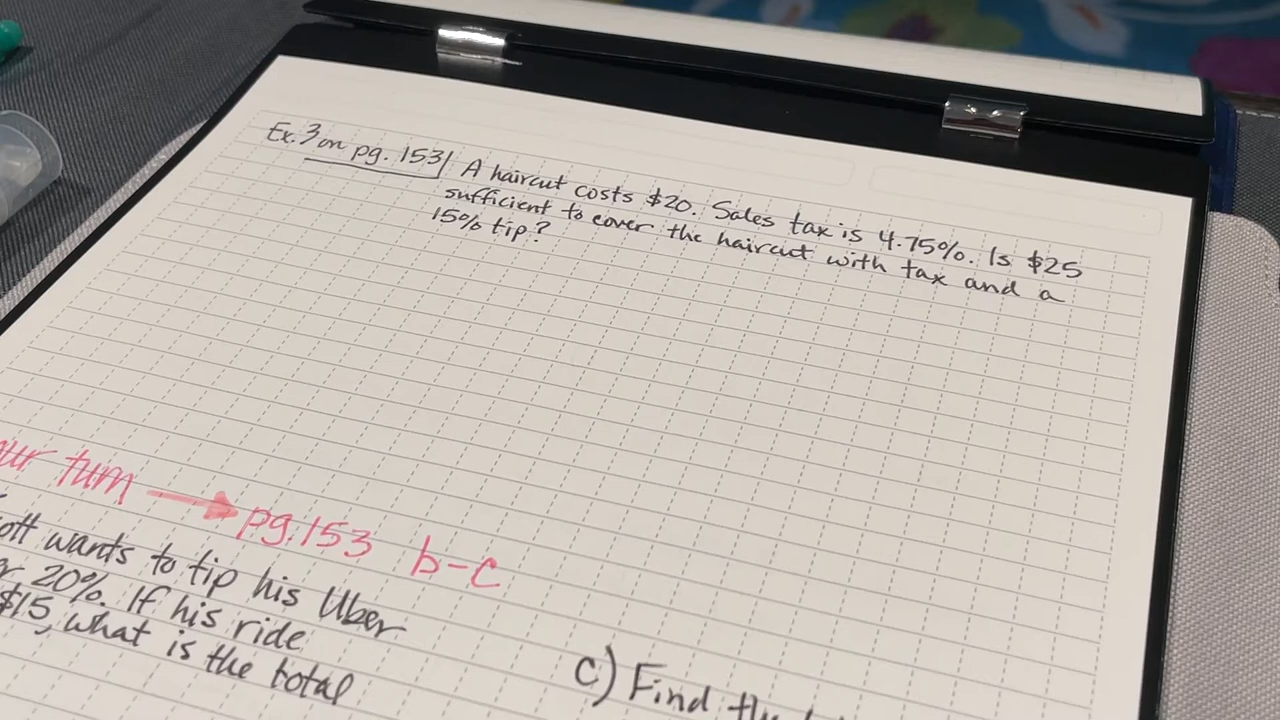 Ex. 3 on pg. 153 A haircut costs $20. Sales tax is 4.75%. Is $25
sufficient to cover the haircut with tax and a
15% tip?
turn → pg. 153 b-c
wants to tip his Uber
20%. If his ride
$15, what is the total
c) Find